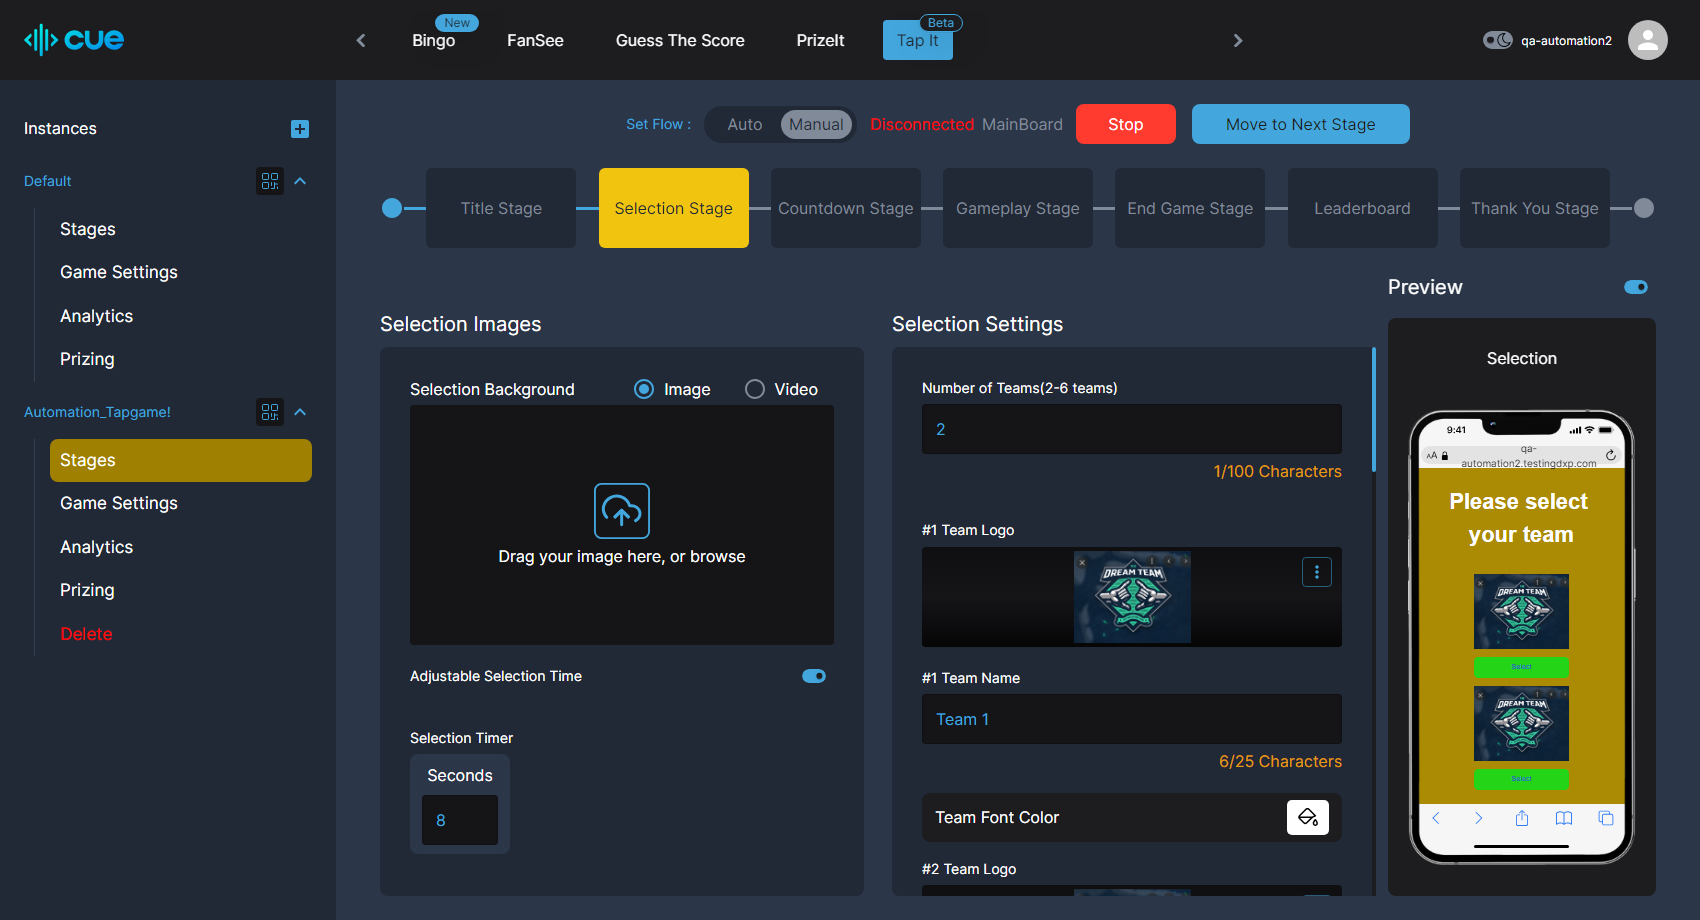 cue
New
Bingo
FanSee
Guess The Score
PrizeIt
Beta
Tap It
qa-automation2
Instances
Default
Stages
Game Settings
Analytics
Prizing
Automation_Tapgame!
Stages
Game Settings
Analytics
Prizing
Delete
Set Flow :
Auto
Manual
Disconnected MainBoard
Stop
Move to Next Stage
Title Stage
Selection Stage
Countdown Stage
Gameplay Stage
End Game Stage
Leaderboard
Thank You Stage
Selection Images
Selection Background
Image
Video
Drag your image here, or browse
Adjustable Selection Time
Selection Timer
Seconds
8
Selection Settings
Number of Teams(2-6 teams)
2
1/100 Characters
#1 Team Logo
DREAM TEAM
#1 Team Name
Team 1
6/25 Characters
Team Font Color
#2 Team Logo
Preview
Selection
9:41
AA
qa-
automation2.testingdxp.com
Please select
your team
DREAM TEAM
Select
DREAM TEAM
Select